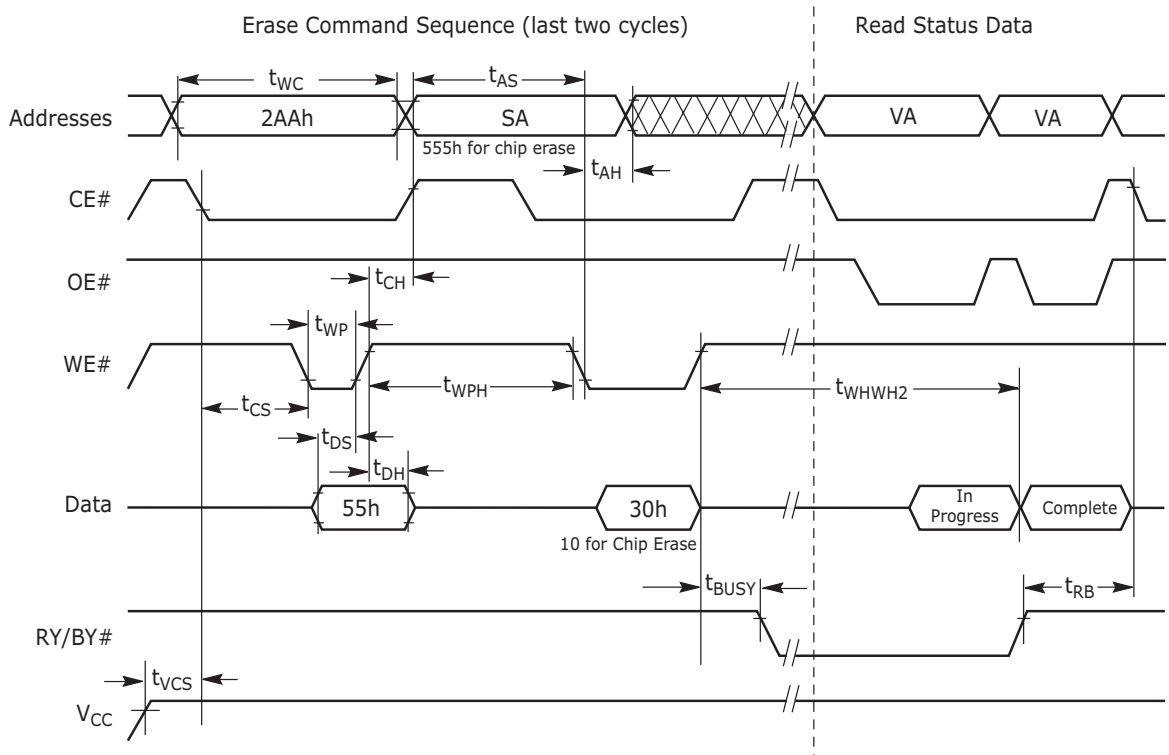 Erase Command Sequence (last two cycles)
Read Status Data
tWC
tAS
Addresses
2AAh
SA
VA
VA
555h for chip erase
tAH
CE#
tCH
OE#
tWP
WE#
tWPH
tWHWH2
tCS
tDS
tDH
Data
55h
30h
In
Progress
Complete
10 for Chip Erase
tBUSY
tRB
RY/BY#
tVCS
VCC